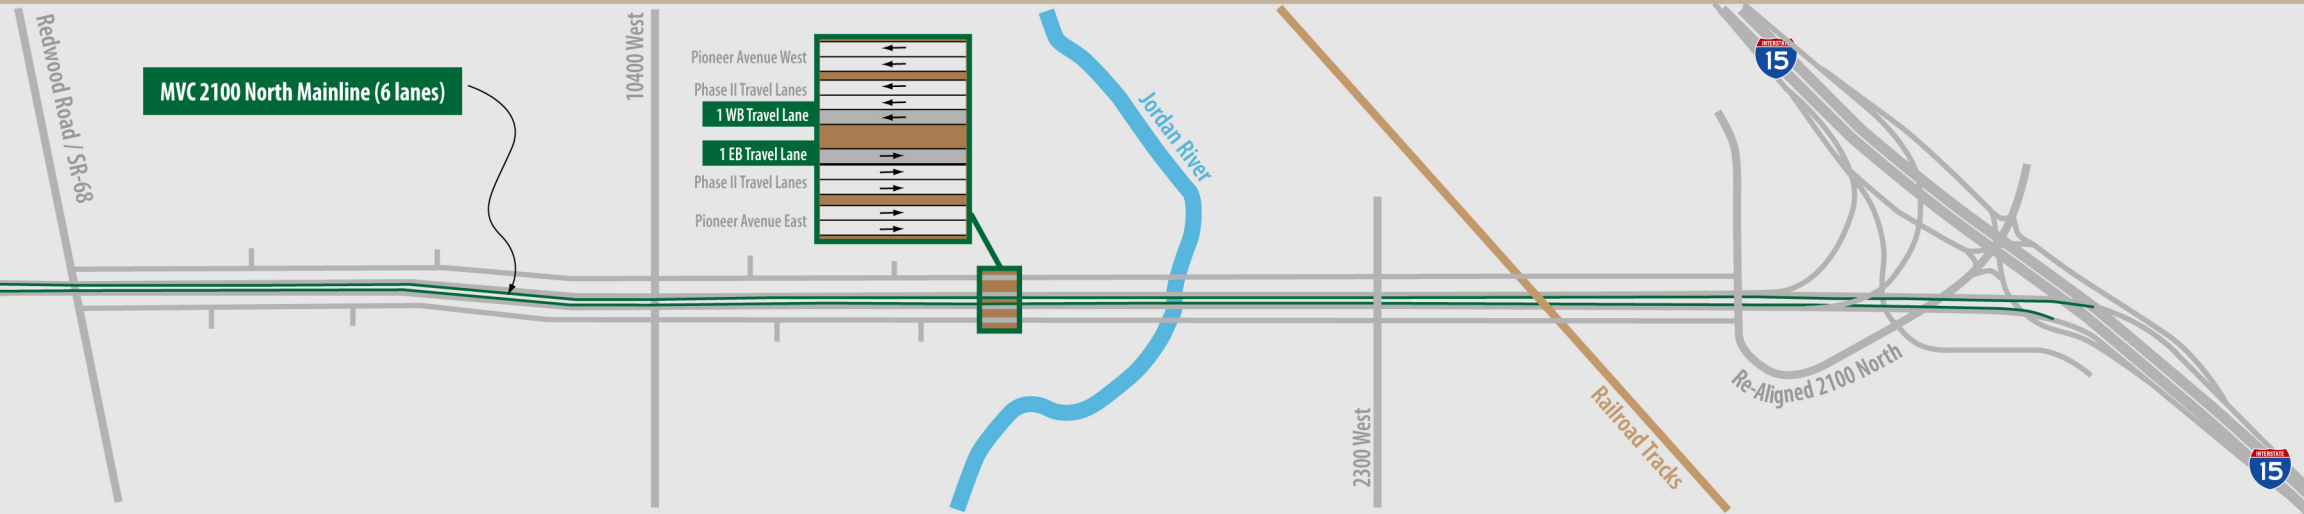 Redwood Road / SR-68
MVC 2100 North Mainline (6 lanes)
10400 West
Pioneer Avenue West
Phase II Travel Lanes
1 WB Travel Lane
1 EB Travel Lane
Phase II Travel Lanes
Pioneer Avenue East
Jordan River
2300 West
Railroad Tracks
INTERSTATE
15
Re-Aligned 2100 North
INTERSTATE
15